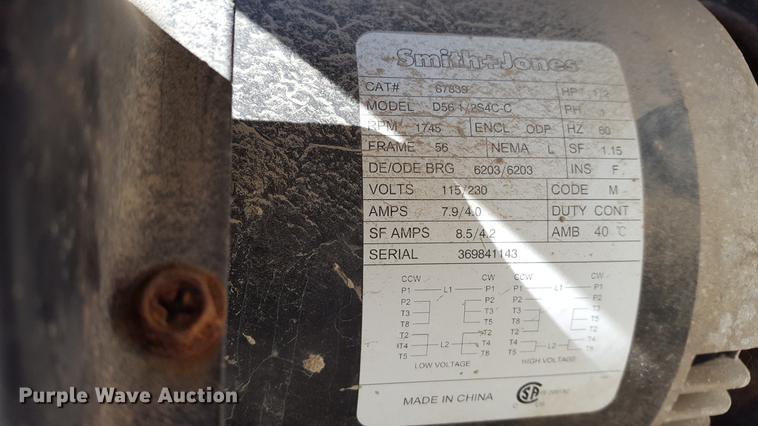 Smith+Jones
CAT# 67839 HP 1/2
MODEL D56 1/2S4C-C PH
RPM 1745 ENCL ODP HZ 60
FRAME 56 NEMA L SF 1.15
DE/ODE BRG 6203/6203 INS F
VOLTS 115/230 CODE M
AMPS 7.9/4.0 DUTY CONT
SF AMPS 8.5/4.2 AMB 40 °C
SERIAL 369841143
CCW CW CCW CW
P1 L1 P1 P1 L1 P1
P2 P2 P2 P2
T3 T3 T3 T3
T8 T5 T8 T5
T2 T2 T2 T2
T4 L2 T4 T4 L2 T4
T5 T8 T5 T8
LOW VOLTAGE HIGH VOLTAGE
MADE IN CHINA
Purple Wave Auction